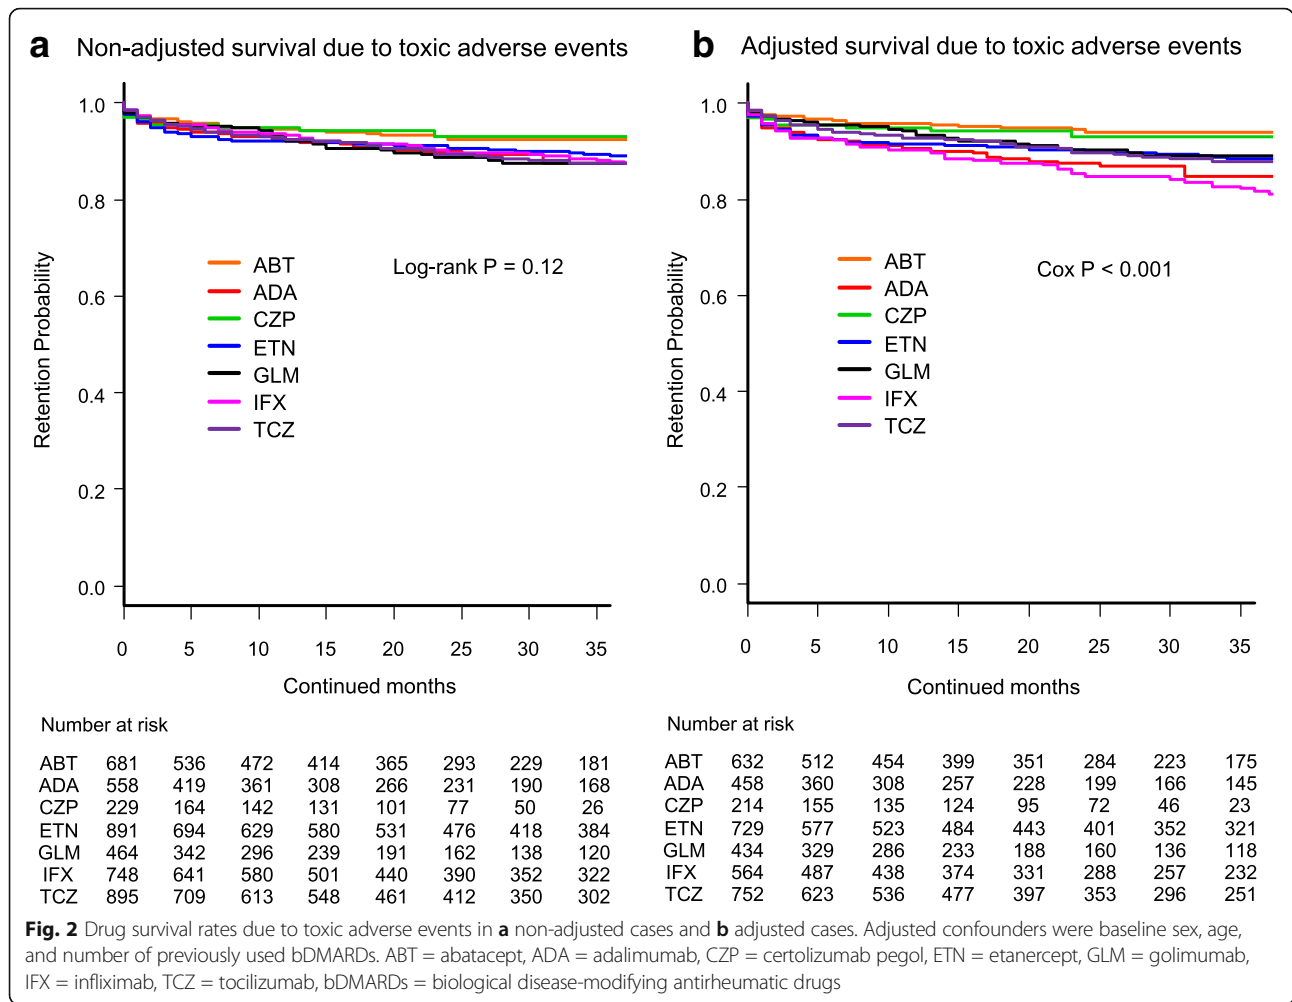 a Non-adjusted survival due to toxic adverse events
1.0
0.8
0.6
0.4
0.2
0.0
Retention Probability
ABT
ADA
CZP
ETN
GLM
IFX
TCZ
Log-rank P = 0.12
0 5 10 15 20 25 30 35
Continued months
Number at risk
ABT 681 536 472 414 365 293 229 181
ADA 558 419 361 308 266 231 190 168
CZP 229 164 142 131 101 77 50 26
ETN 891 694 629 580 531 476 418 384
GLM 464 342 296 239 191 162 138 120
IFX 748 641 580 501 440 390 352 322
TCZ 895 709 613 548 461 412 350 302
b Adjusted survival due to toxic adverse events
1.0
0.8
0.6
0.4
0.2
0.0
Retention Probability
ABT
ADA
CZP
ETN
GLM
IFX
TCZ
Cox P < 0.001
0 5 10 15 20 25 30 35
Continued months
Number at risk
ABT 632 512 454 399 351 284 223 175
ADA 458 360 308 257 228 199 166 145
CZP 214 155 135 124 95 72 46 23
ETN 729 577 523 484 443 401 352 321
GLM 434 329 286 233 188 160 136 118
IFX 564 487 438 374 331 288 257 232
TCZ 752 623 536 477 397 353 296 251
Fig. 2 Drug survival rates due to toxic adverse events in a non-adjusted cases and b adjusted cases. Adjusted confounders were baseline sex, age,
and number of previously used bDMARDs. ABT = abatacept, ADA = adalimumab, CZP = certolizumab pegol, ETN = etanercept, GLM = golimumab,
IFX = infliximab, TCZ = tocilizumab, bDMARDs = biological disease-modifying antirheumatic drugs